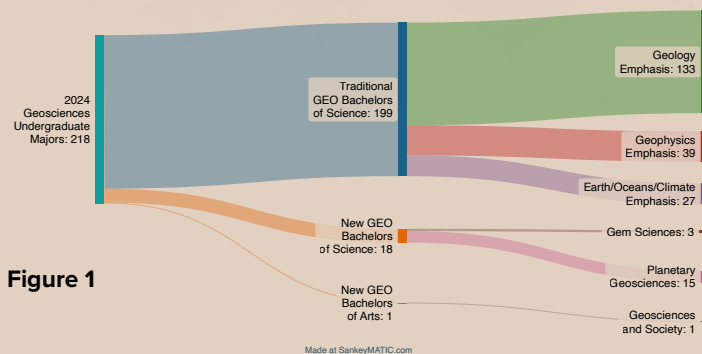 2024
Geosciences
Undergraduate
Majors: 218
Traditional
GEO Bachelors
of Science: 199
Geology
Emphasis: 133
Geophysics
Emphasis: 39
Earth/Oceans/Climate
Emphasis: 27
New GEO
Bachelors
of Science: 18
Gem Sciences: 3
Planetary
Geosciences: 15
New GEO
Bachelors
of Arts: 1
Geosciences
and Society: 1
Figure 1
Made at SankeyMATIC.com